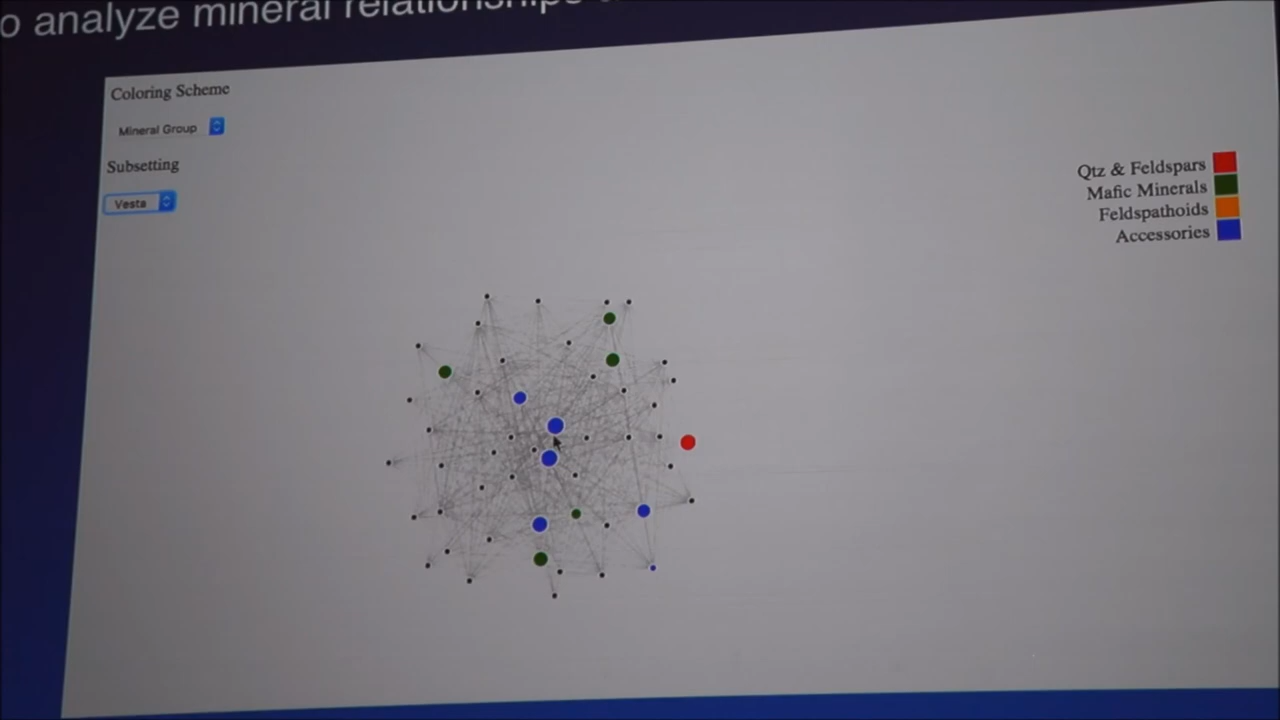 o analyze mineral relationships
Coloring Scheme
Mineral Group
Subsetting
Vesta
Qtz & Feldspars
Mafic Minerals
Feldspathoids
Accessories